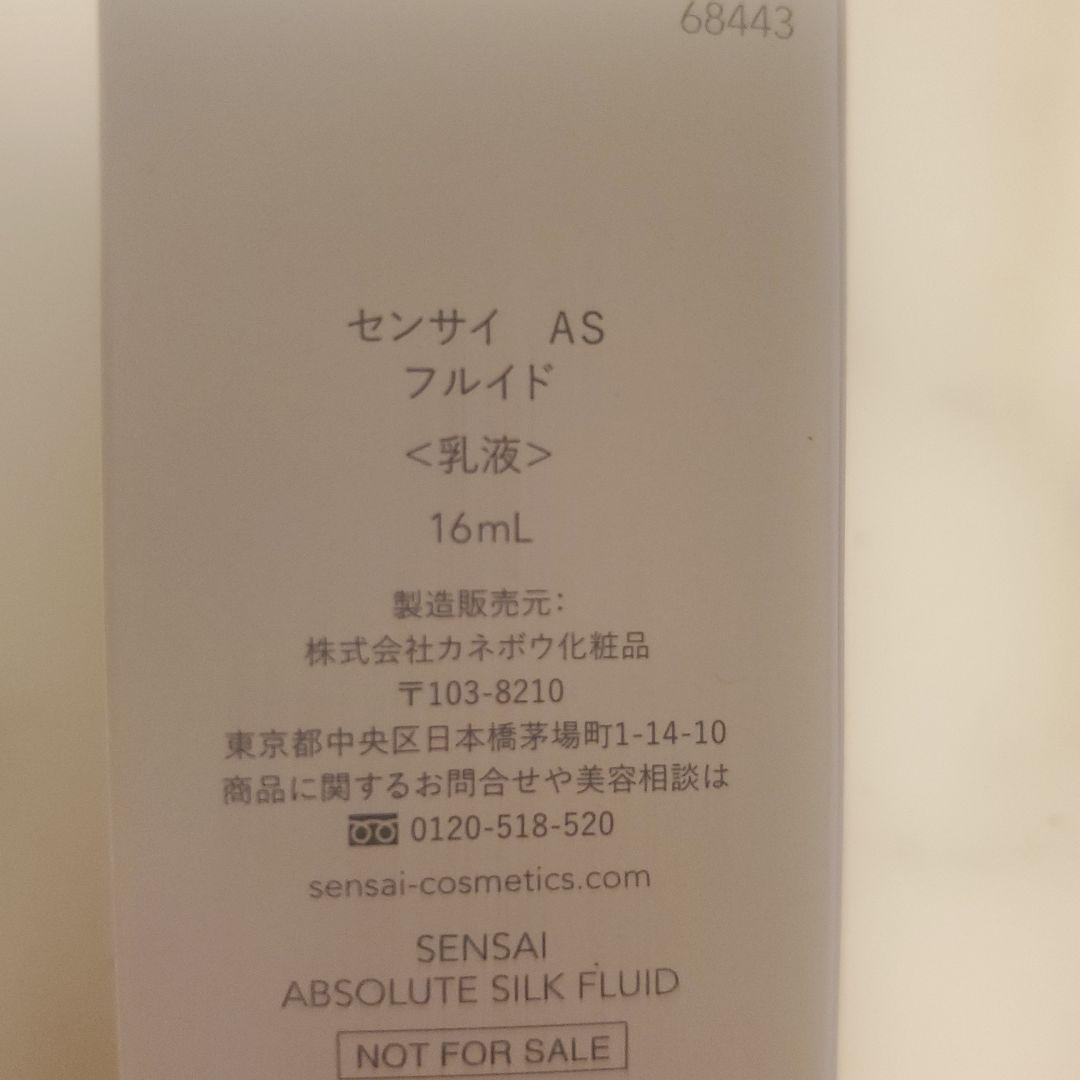 68443
センサイ AS
フルイド
<乳液>
16mL
製造販売元:
株式会社カネボウ化粧品
〒103-8210
東京都中央区日本橋茅場町1-14-10
商品に関するお問合せや美容相談は
0120-518-520
sensai-cosmetics.com
SENSAI
ABSOLUTE SILK FLUID
NOT FOR SALE